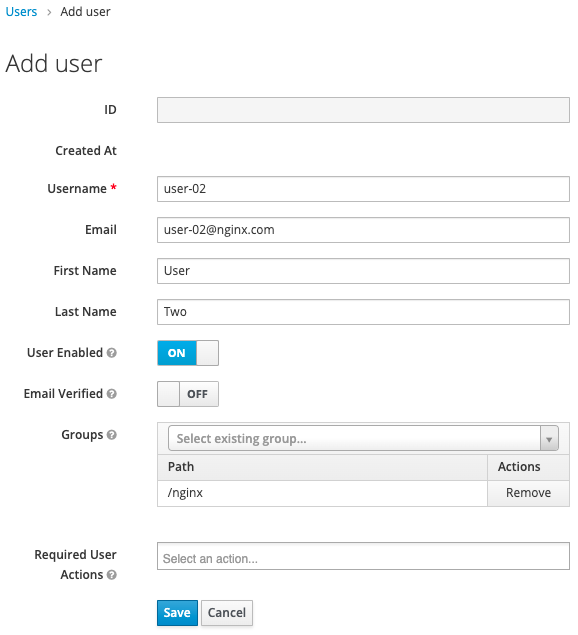 Users > Add user
Add user
ID
Created At
Username *
user-02
Email
user-02@nginx.com
First Name
User
Last Name
Two
User Enabled ?
ON
Email Verified ?
OFF
Groups ?
Select existing group...
Path Actions
/nginx Remove
Required User
Actions ?
Select an action...
Save Cancel